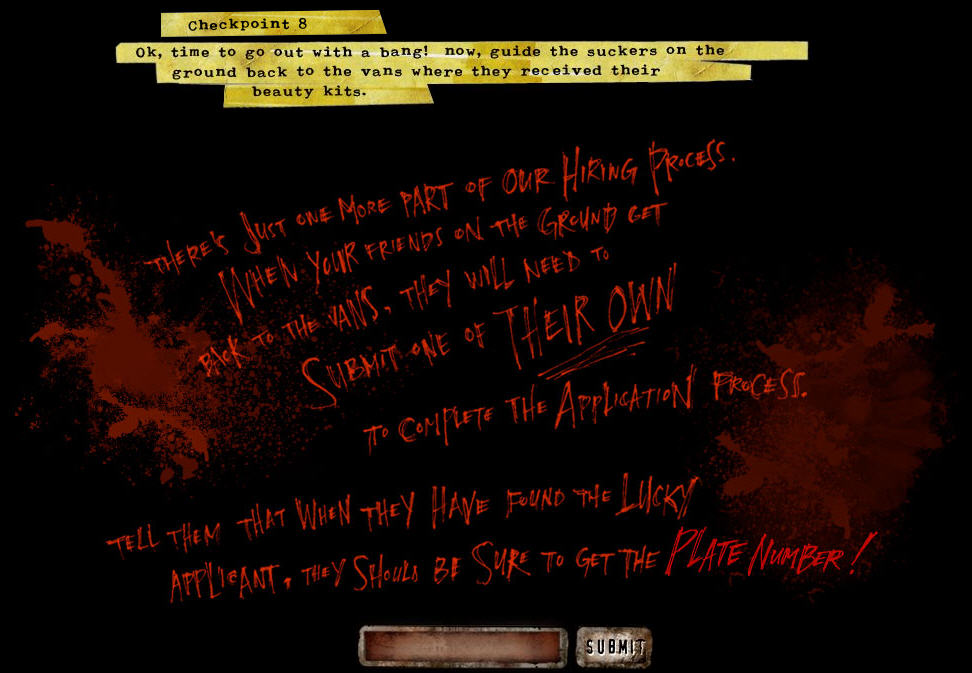 Checkpoint 8
Ok, time to go out with a bang! now, guide the suckers on the
ground back to the vans where they received their
beauty kits.
THERE'S JUST ONE MORE PART OF OUR HIRING PROCESS.
WHEN YOUR FRIENDS ON THE GROUND GET
BACK TO THE VANS, THEY WILL NEED TO
SUBMIT ONE OF THEIR OWN
TO COMPLETE THE APPLICATION PROCESS.
TELL THEM THAT WHEN THEY HAVE FOUND THE LUCKY
APPLICANT, THEY SHOULD BE SURE TO GET THE PLATE NUMBER!
SUBMIT